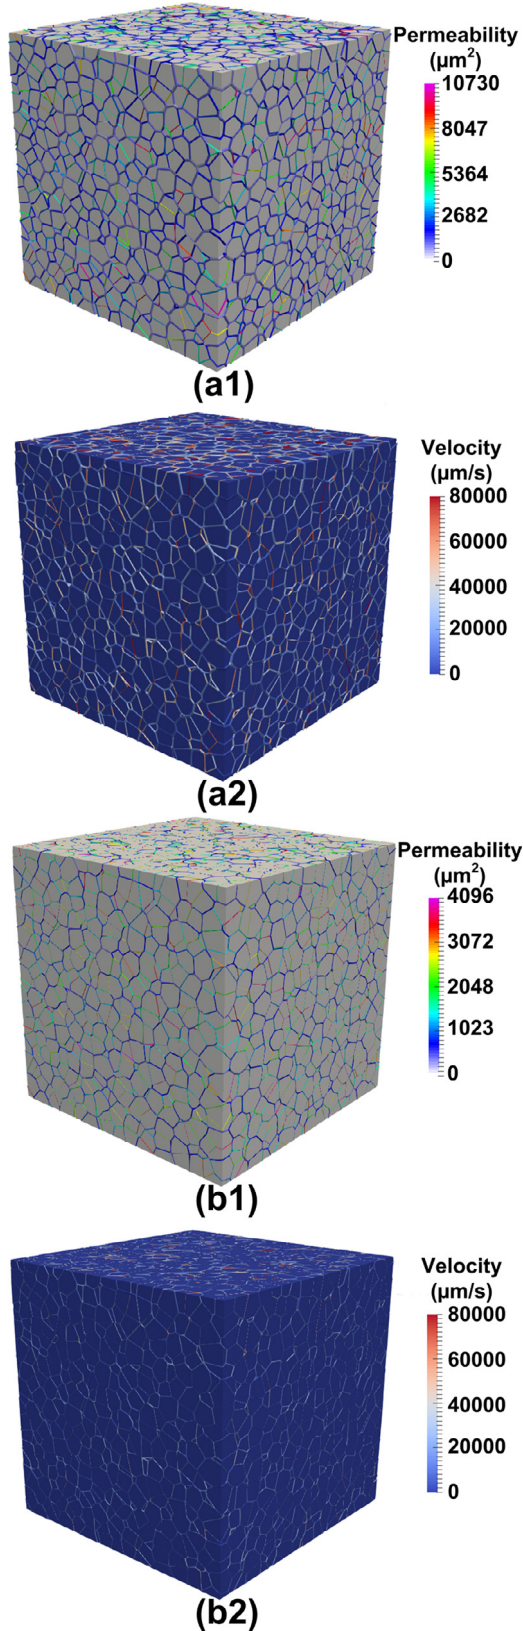 Permeability
(µm²)
10730
8047
5364
2682
0
(a1)
Velocity
(µm/s)
80000
60000
40000
20000
0
(a2)
Permeability
(µm²)
4096
3072
2048
1023
0
(b1)
Velocity
(µm/s)
80000
60000
40000
20000
0
(b2)